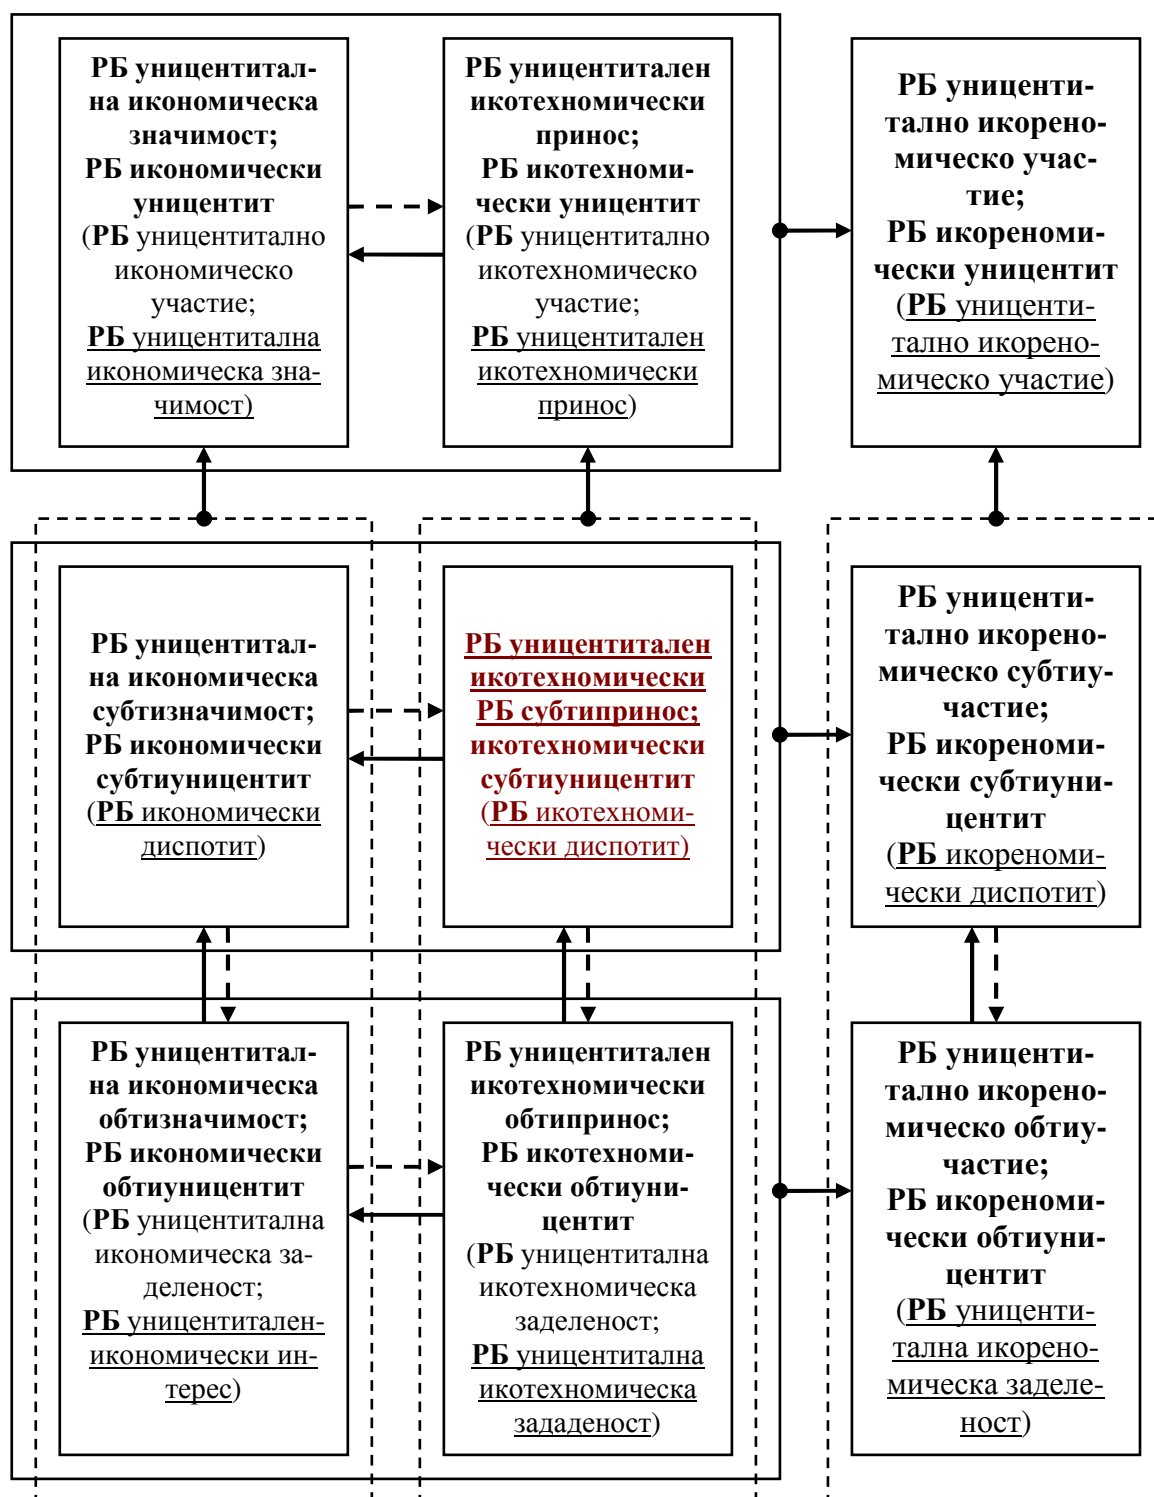 РБ уницентитал-
на икономическа
значимост;
РБ икономически
уницентит
(РБ уницентитално
икономическо
участие;
РБ уницентитална
икономическа зна-
чимост)
РБ уницентитален
икотехномически
принос;
РБ икотехноми-
чески уницентит
(РБ уницентитално
икотехномическо
участие;
РБ уницентитален
икотехномически
принос)
РБ униценти-
тално икорено-
мическо учас-
тие;
РБ икореноми-
чески уницентит
(РБ униценти-
тално икорено-
мическо участие)
РБ уницентитал-
на икономическа
субтизначимост;
РБ икономически
субтиуницентит
(РБ икономически
диспотит)
РБ уницентитален
икотехномически
РБ субтипринос;
икотехномически
субтиуницентит
(РБ икотехноми-
чески диспотит)
РБ униценти-
тално икорено-
мическо субтиу-
частие;
РБ икореноми-
чески субтиуни-
центит
(РБ икореноми-
чески диспотит)
РБ уницентитал-
на икономическа
обтизначимост;
РБ икономически
обтиуницентит
(РБ уницентитална
икономическа за-
деленост;
РБ уницентитален-
икономически ин-
терес)
РБ уницентитален
икотехномически
обтипринос;
РБ икотехноми-
чески обтиуни-
центит
(РБ уницентитална
икотехномическа
заделеност;
РБ уницентитална
икотехномическа
зададеност)
РБ униценти-
тално икорено-
мическо обтиу-
частие;
РБ икореноми-
чески обтиуни-
центит
(РБ униценти-
тална икорено-
мическа заделе-
ност)